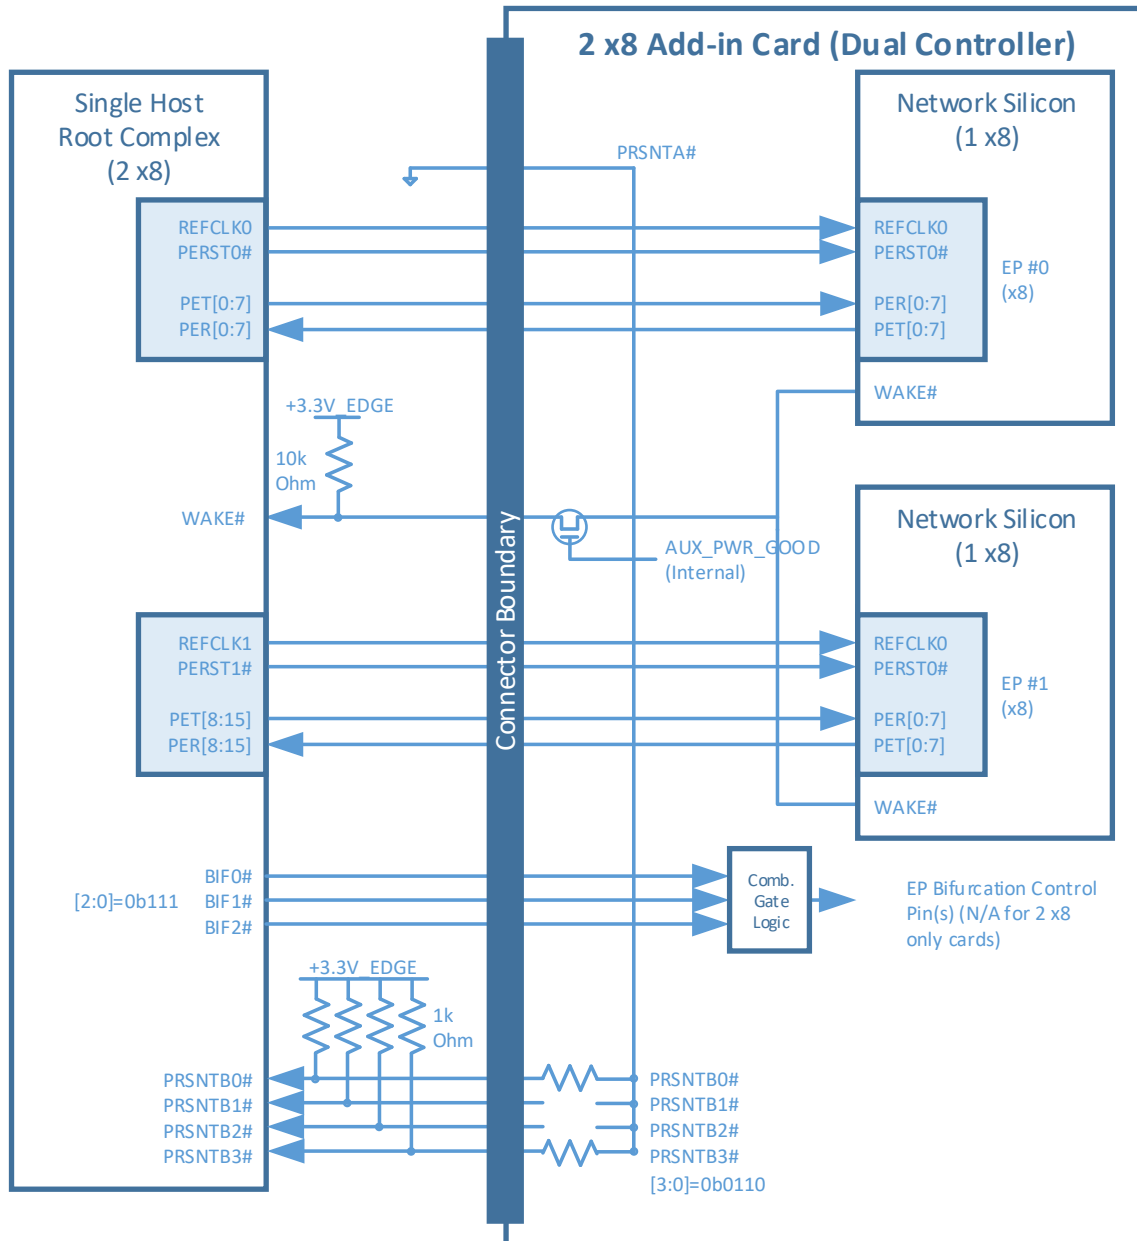 2 x8 Add-in Card (Dual Controller)
Single Host
Root Complex
(2 x8)
REFCLK0
PERST0#
PET[0:7]
PER[0:7]
+3.3V_EDGE
10k
Ohm
WAKE#
REFCLK1
PERST1#
PET[8:15]
PER[8:15]
BIF0#
[2:0]=0b111
BIF1#
BIF2#
+3.3V_EDGE
1k
Ohm
PRSNTB0#
PRSNTB1#
PRSNTB2#
PRSNTB3#
Connector Boundary
PRSNTA#
Network Silicon
(1 x8)
REFCLK0
PERST0#
EP #0
(x8)
PER[0:7]
PET[0:7]
WAKE#
AUX_PWR_GOOD
(Internal)
Network Silicon
(1 x8)
REFCLK0
PERST0#
EP #1
(x8)
PER[0:7]
PET[0:7]
WAKE#
Comb.
Gate
Logic
EP Bifurcation Control
Pin(s) (N/A for 2 x8
only cards)
PRSNTB0#
PRSNTB1#
PRSNTB2#
PRSNTB3#
[3:0]=0b0110